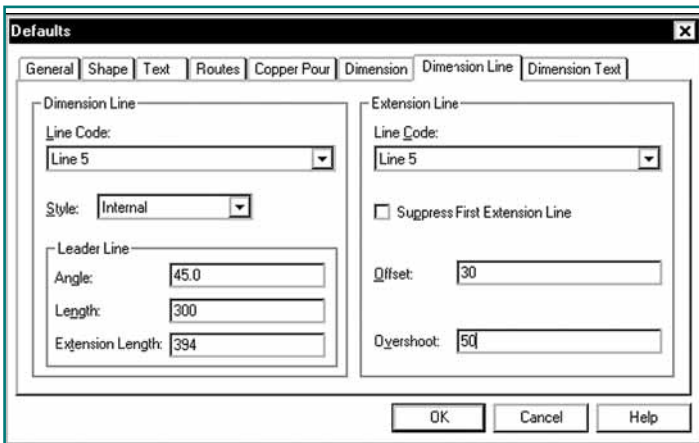 Defaults
General Shape Text Routes Copper Pour Dimension Dimension Line Dimension Text
Dimension Line
Line Code:
Line 5
Style: Internal
Leader Line
Angle: 45.0
Length: 300
Extension Length: 394
Extension Line
Line Code:
Line 5
Suppress First Extension Line
Offset: 30
Overshoot: 50
OK Cancel Help